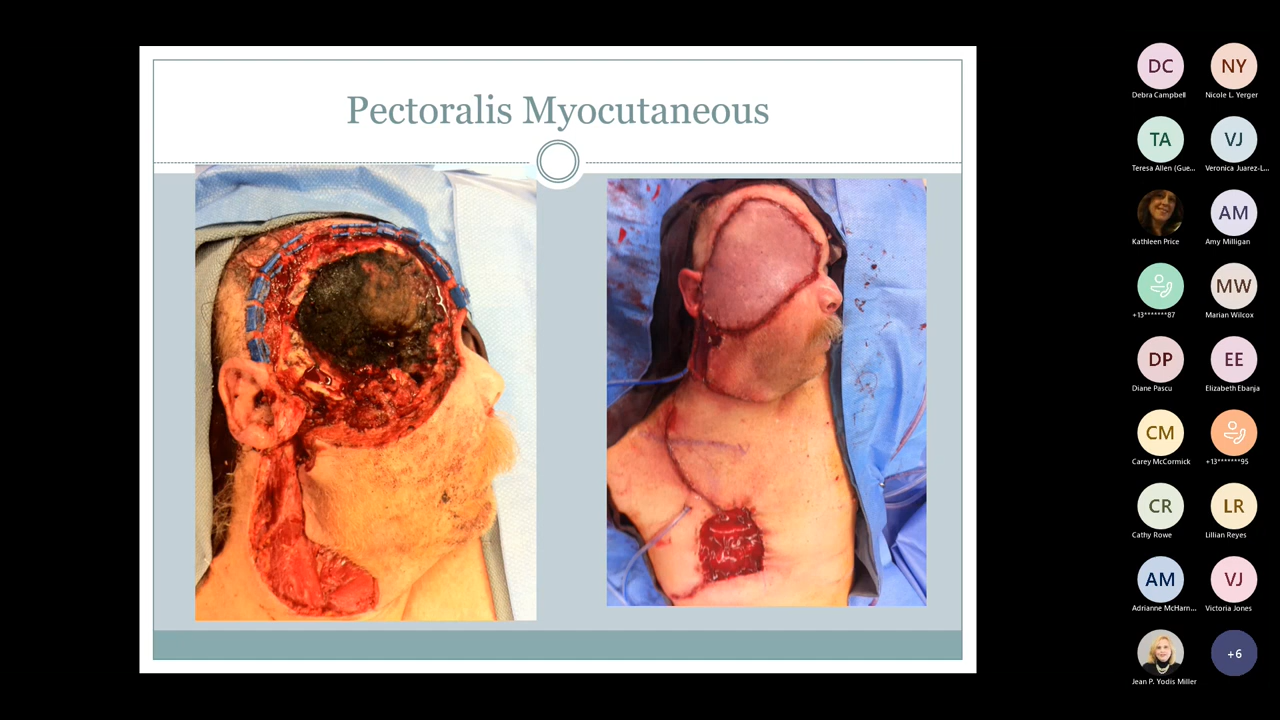 Pectoralis Myocutaneous
DC
NY
Debra Campbell
Nicole L. Yerger
TA
VJ
Teresa Allen (Gue...
Veronica Juarez-L...
AM
Kathleen Price
Amy Milligan
MW
+13*******87
Marian Wilcox
DP
EE
Diane Pascu
Elizabeth Ebanja
CM
Carey McCormick
+13*******95
CR
LR
Cathy Rowe
Lillian Reyes
AM
VJ
Adrianne McHarn...
Victoria Jones
+6
Jean P. Yodis Miller